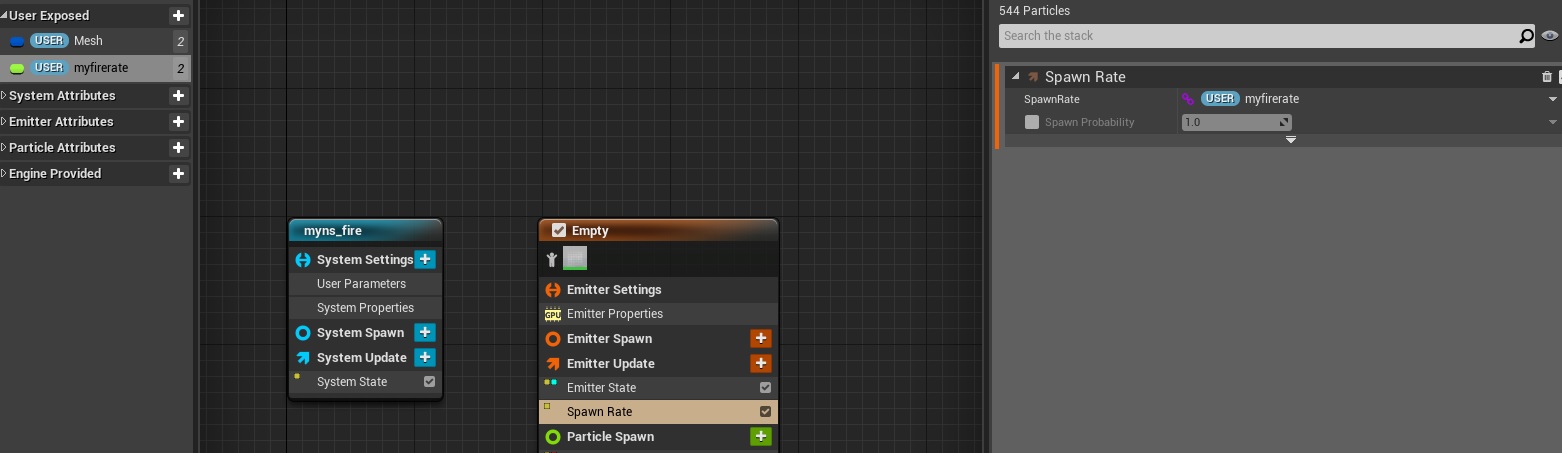 User Exposed
USER Mesh 2
USER myfirerate 2
System Attributes
Emitter Attributes
Particle Attributes
Engine Provided
myns_fire
System Settings
User Parameters
System Properties
System Spawn
System Update
System State
Empty
Emitter Settings
GPU Emitter Properties
Emitter Spawn
Emitter Update
Emitter State
Spawn Rate
Particle Spawn
544 Particles
Search the stack
Spawn Rate
SpawnRate USER myfirerate
Spawn Probability 1.0